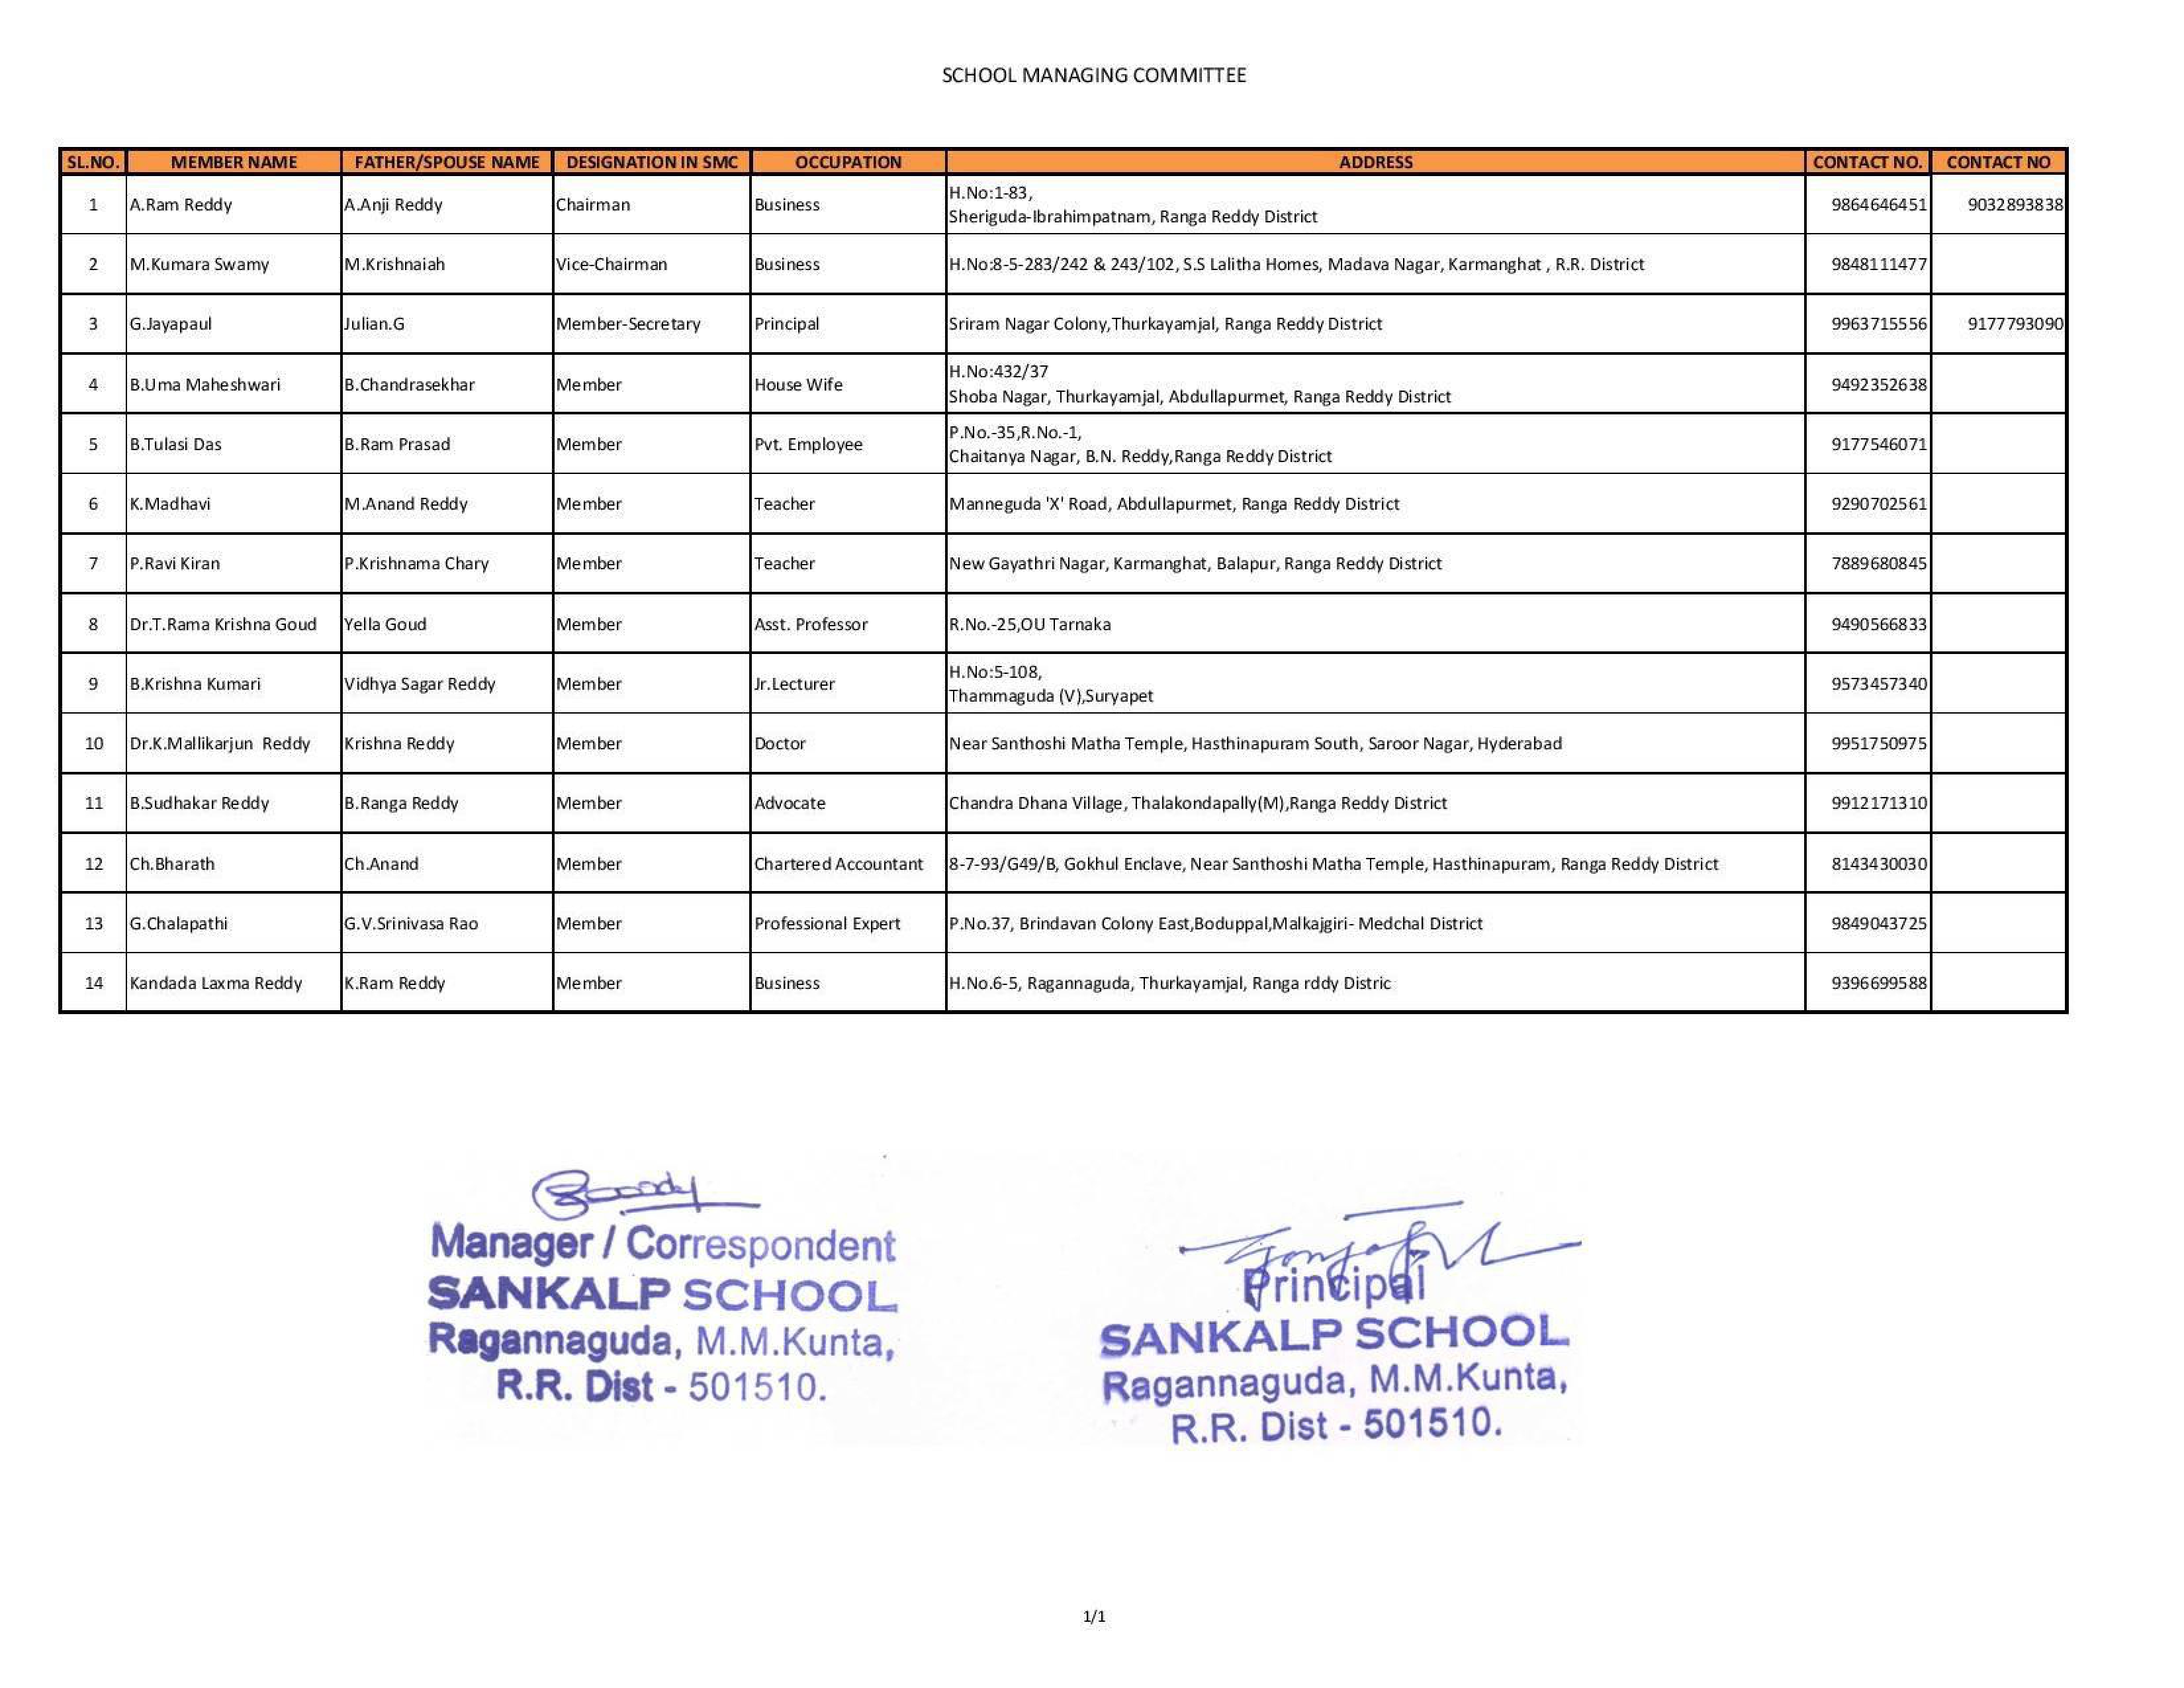 SCHOOL MANAGING COMMITTEE
SL.NO. MEMBER NAME FATHER/SPOUSE NAME DESIGNATION IN SMC OCCUPATION ADDRESS CONTACT NO. CONTACT NO
1 A.Ram Reddy A.Anji Reddy Chairman Business H.No:1-83,
Sheriguda-Ibrahimpatnam, Ranga Reddy District 9864646451 9032893838
2 M.Kumara Swamy M.Krishnaiah Vice-Chairman Business H.No:8-5-283/242 & 243/102, S.S Lalitha Homes, Madava Nagar, Karmanghat , R.R. District 9848111477
3 G.Jayapaul Julian.G Member-Secretary Principal Sriram Nagar Colony,Thurkayamjal, Ranga Reddy District 9963715556 9177793090
4 B.Uma Maheshwari B.Chandrasekhar Member House Wife H.No:432/37
Shoba Nagar, Thurkayamjal, Abdullapurmet, Ranga Reddy District 9492352638
5 B.Tulasi Das B.Ram Prasad Member Pvt. Employee P.No.-35,R.No.-1,
Chaitanya Nagar, B.N. Reddy,Ranga Reddy District 9177546071
6 K.Madhavi M.Anand Reddy Member Teacher Manneguda 'X' Road, Abdullapurmet, Ranga Reddy District 9290702561
7 P.Ravi Kiran P.Krishnama Chary Member Teacher New Gayathri Nagar, Karmanghat, Balapur, Ranga Reddy District 7889680845
8 Dr.T.Rama Krishna Goud Yella Goud Member Asst. Professor R.No.-25,OU Tarnaka 9490566833
9 B.Krishna Kumari Vidhya Sagar Reddy Member Jr.Lecturer H.No:5-108,
Thammaguda (V),Suryapet 9573457340
10 Dr.K.Mallikarjun Reddy Krishna Reddy Member Doctor Near Santhoshi Matha Temple, Hasthinapuram South, Saroor Nagar, Hyderabad 9951750975
11 B.Sudhakar Reddy B.Ranga Reddy Member Advocate Chandra Dhana Village, Thalakondapally(M),Ranga Reddy District 9912171310
12 Ch.Bharath Ch.Anand Member Chartered Accountant 8-7-93/G49/B, Gokhul Enclave, Near Santhoshi Matha Temple, Hasthinapuram, Ranga Reddy District 8143430030
13 G.Chalapathi G.V.Srinivasa Rao Member Professional Expert P.No.37, Brindavan Colony East,Boduppal,Malkajgiri- Medchal District 9849043725
14 Kandada Laxma Reddy K.Ram Reddy Member Business H.No.6-5, Ragannaguda, Thurkayamjal, Ranga rddy Distric 9396699588
Manager / Correspondent
SANKALP SCHOOL
Ragannaguda, M.M.Kunta,
R.R. Dist - 501510.
Principal
SANKALP SCHOOL
Ragannaguda, M.M.Kunta,
R.R. Dist - 501510.
1/1